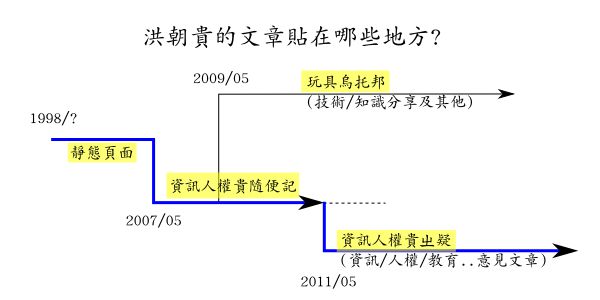 洪朝貴的文章貼在哪些地方?
2009/05
玩具烏托邦
(技術/知識分享及其他)
1998/?
靜態頁面
資訊人權貴隨便記
2007/05
資訊人權貴ㄓ疑
(資訊/人權/教育..意見文章)
2011/05